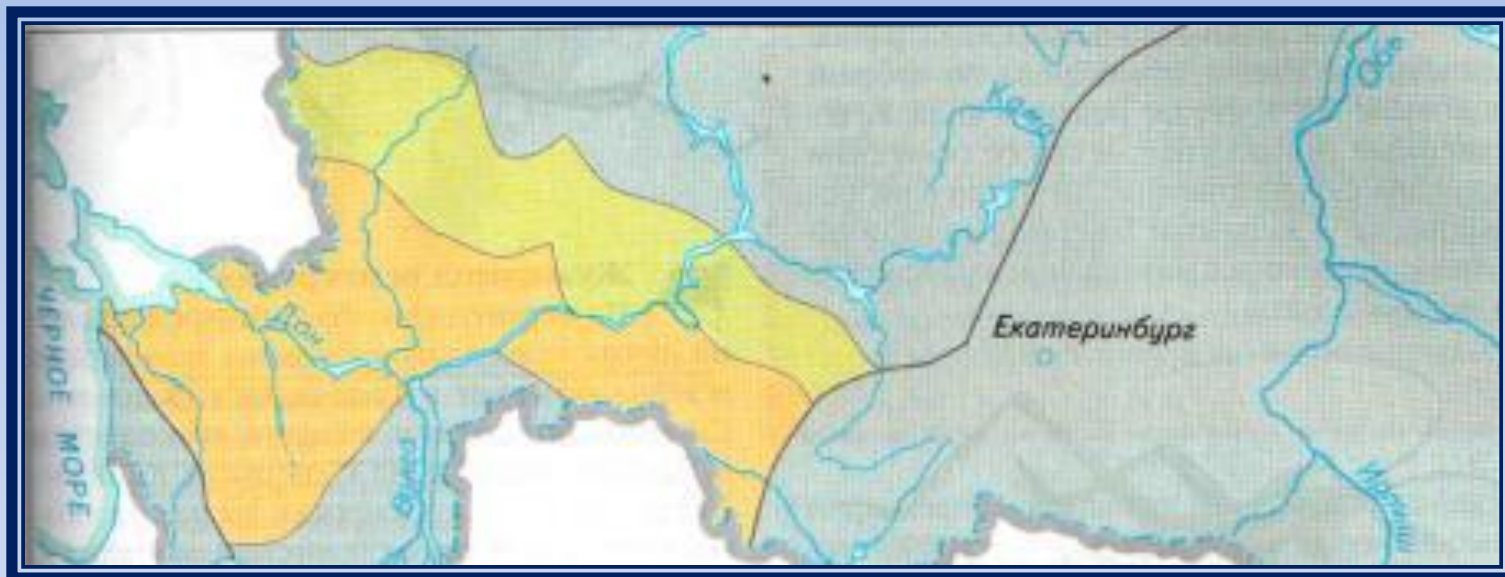 Обь
Кама
Екатеринбург
Дон
ЧЕРНОЕ МОРЕ
Волга
Иртыш